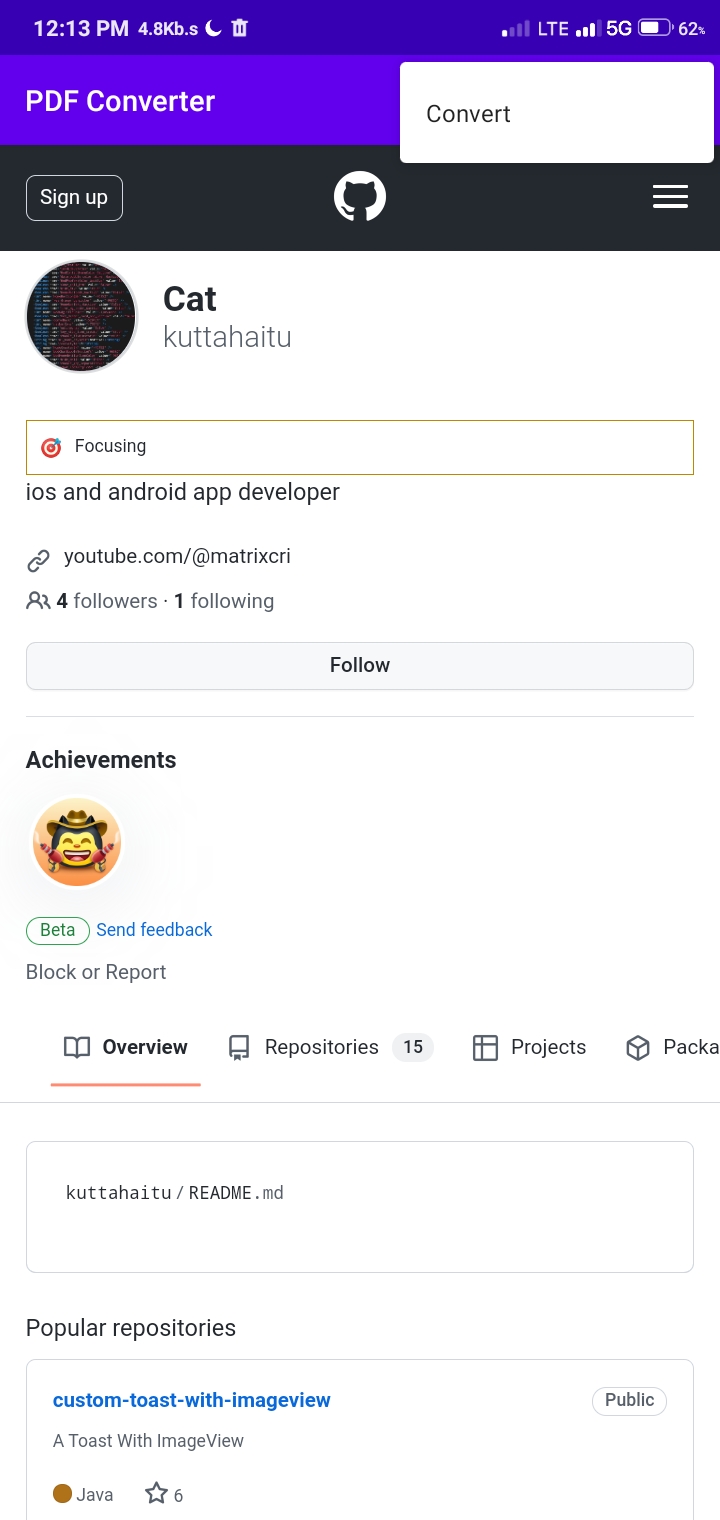 12:13 PM 4.8Kb.s LTE 5G 62%
PDF Converter
Convert
Sign up
Cat
kuttahaitu
Focusing
ios and android app developer
youtube.com/@matrixcri
4 followers · 1 following
Follow
Achievements
Beta Send feedback
Block or Report
Overview Repositories 15 Projects Packa
kuttahaitu / README.md
Popular repositories
custom-toast-with-imageview Public
A Toast With ImageView
Java 6